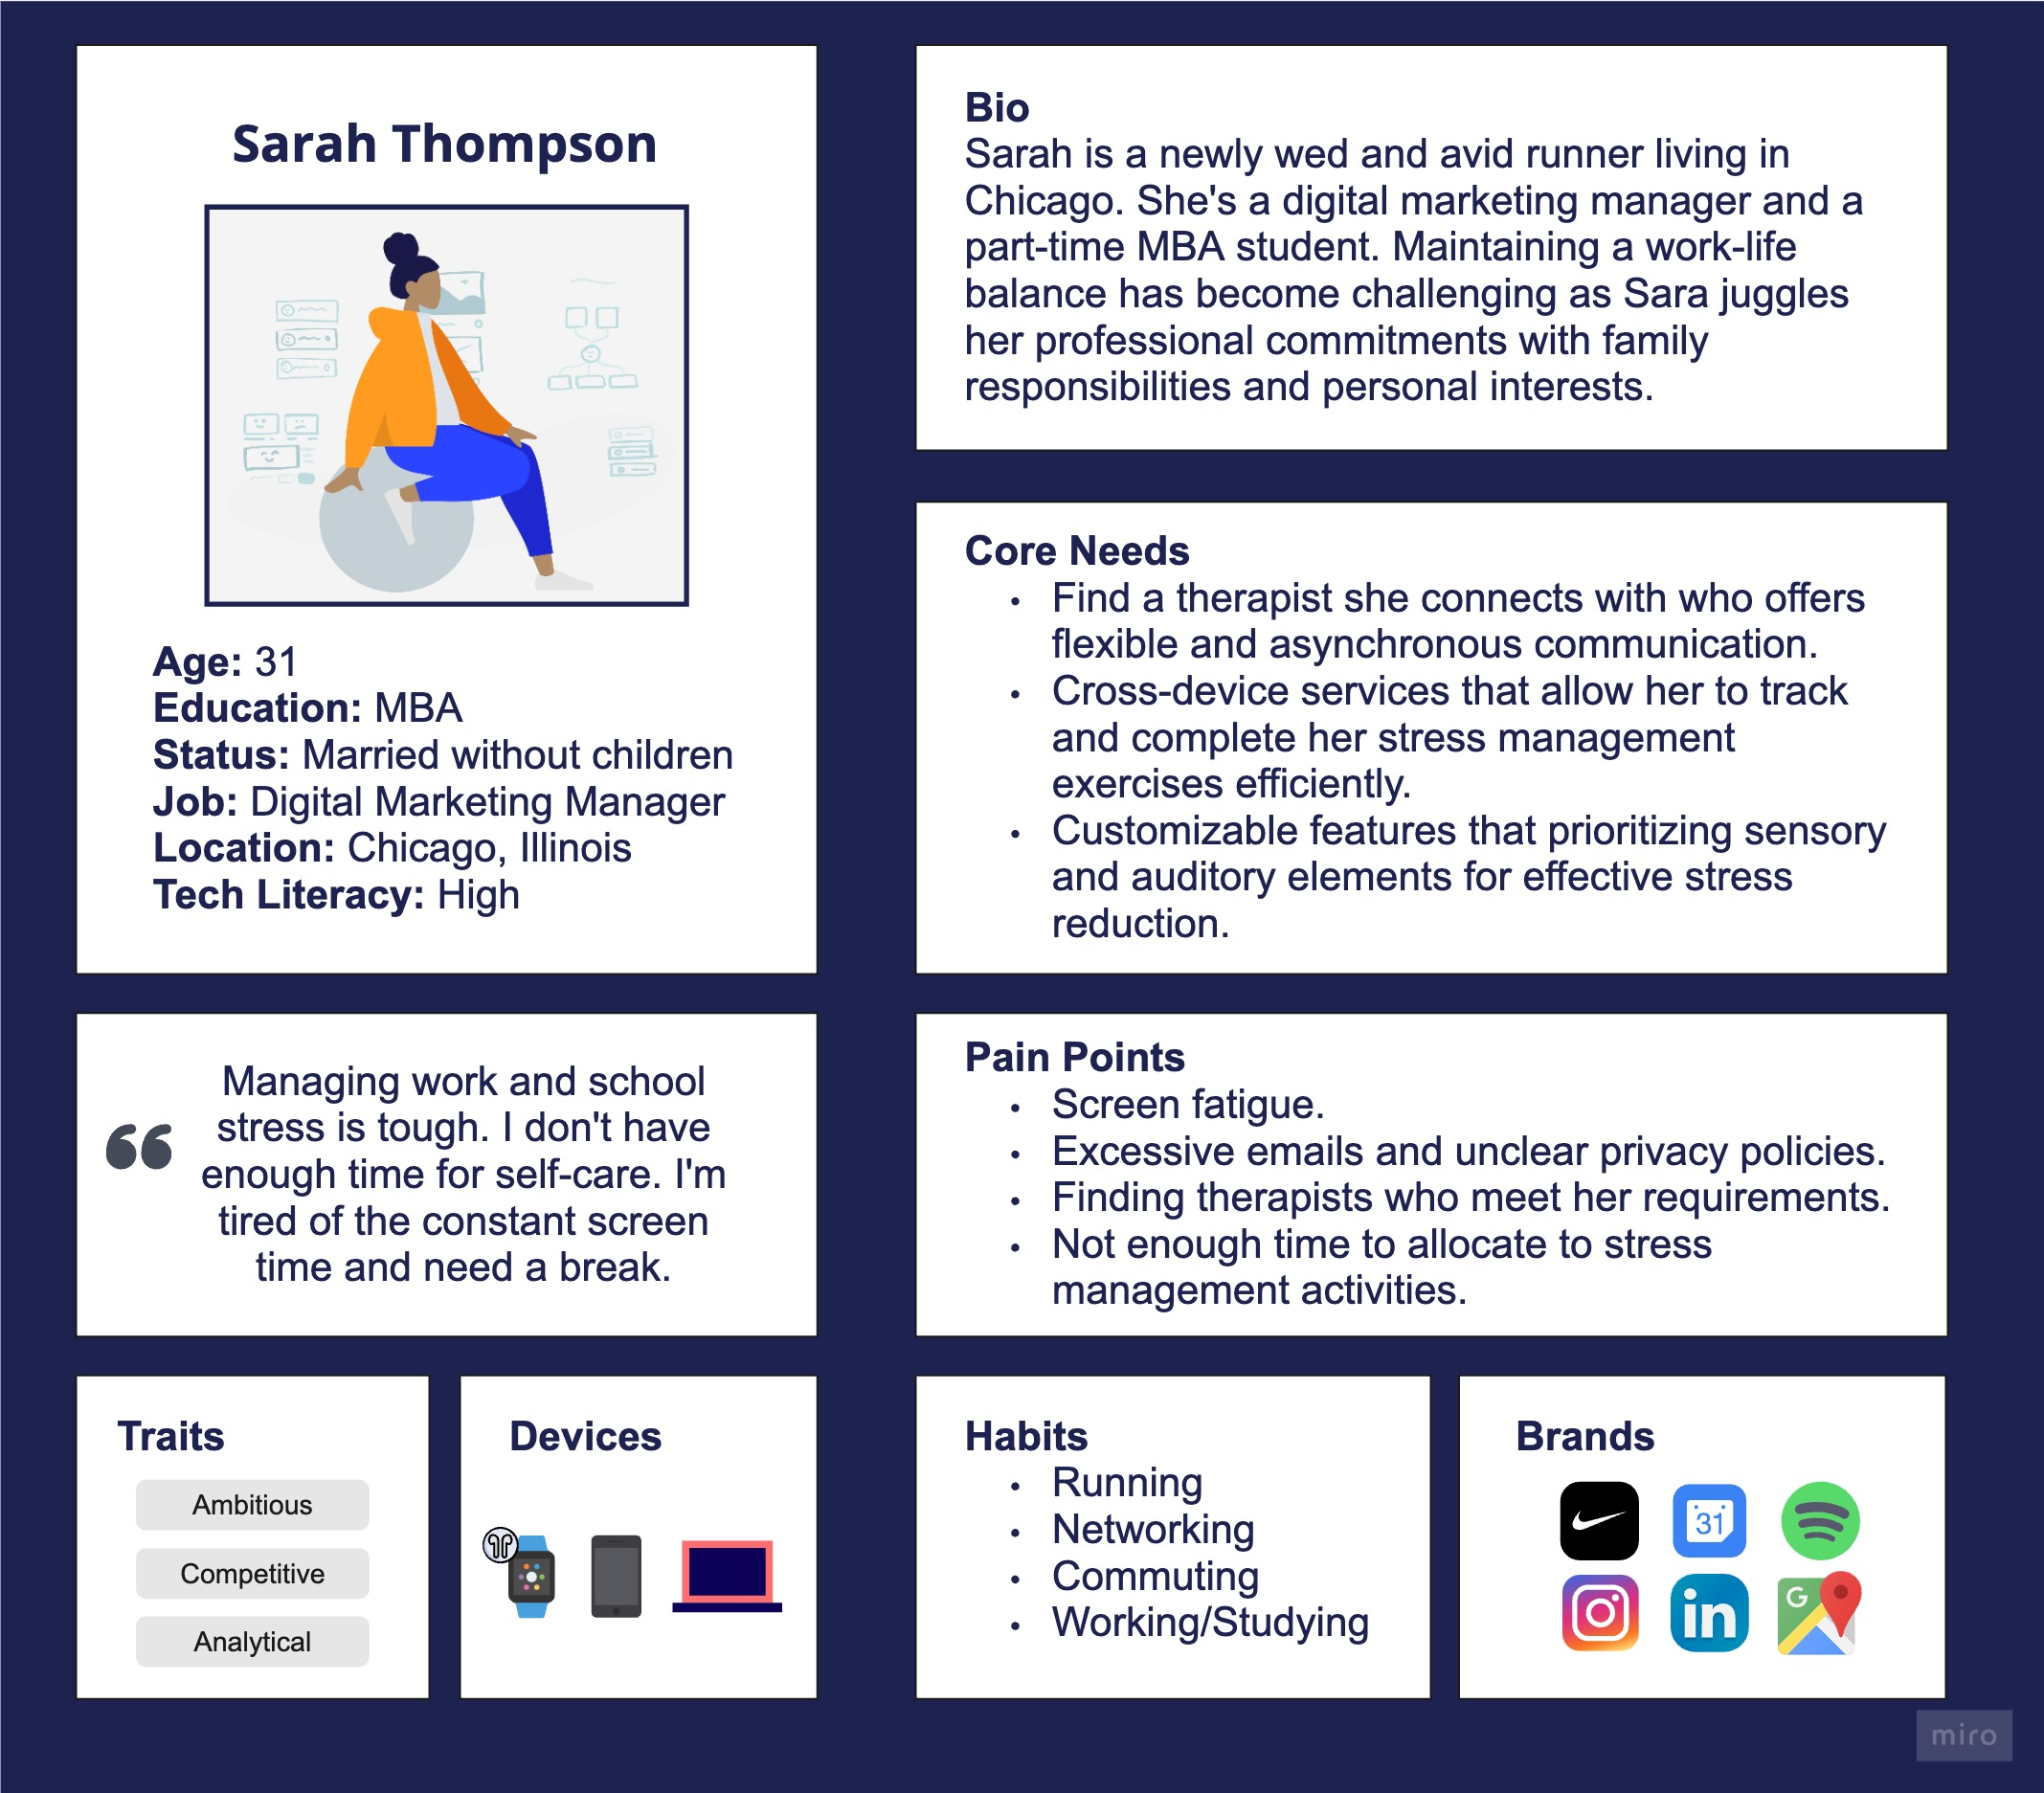 Sarah Thompson
Age: 31
Education: MBA
Status: Married without children
Job: Digital Marketing Manager
Location: Chicago, Illinois
Tech Literacy: High
Bio
Sarah is a newly wed and avid runner living in
Chicago. She's a digital marketing manager and a
part-time MBA student. Maintaining a work-life
balance has become challenging as Sara juggles
her professional commitments with family
responsibilities and personal interests.
Core Needs
• Find a therapist she connects with who offers
flexible and asynchronous communication.
• Cross-device services that allow her to track
and complete her stress management
exercises efficiently.
• Customizable features that prioritizing sensory
and auditory elements for effective stress
reduction.
“
Managing work and school
stress is tough. I don't have
enough time for self-care. I'm
tired of the constant screen
time and need a break.
Pain Points
• Screen fatigue.
• Excessive emails and unclear privacy policies.
• Finding therapists who meet her requirements.
• Not enough time to allocate to stress
management activities.
Traits
Ambitious
Competitive
Analytical
Devices
Habits
• Running
• Networking
• Commuting
• Working/Studying
Brands
31
in
G
miro